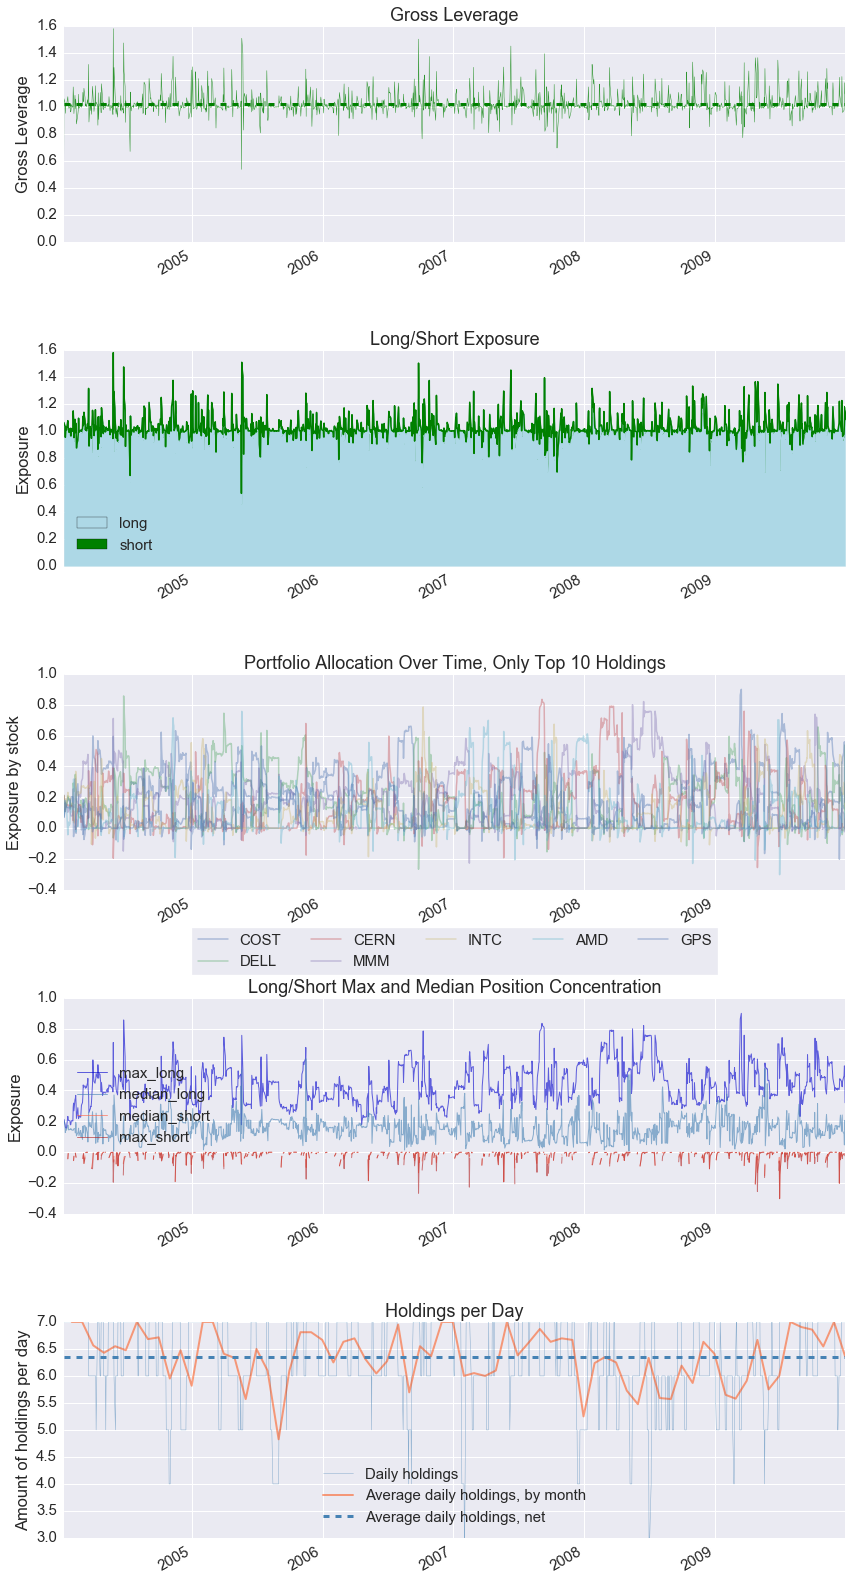 Gross Leverage
Gross Leverage
1.6
1.4
1.2
1.0
0.8
0.6
0.4
0.2
0.0
2005 2006 2007 2008 2009
Long/Short Exposure
Exposure
1.6
1.4
1.2
1.0
0.8
0.6
0.4
0.2
0.0
long
short
2005 2006 2007 2008 2009
Portfolio Allocation Over Time, Only Top 10 Holdings
Exposure by stock
1.0
0.8
0.6
0.4
0.2
0.0
−0.2
−0.4
2005 2006 2007 2008 2009
COST CERN INTC AMD GPS
DELL MMM
Long/Short Max and Median Position Concentration
Exposure
1.0
0.8
0.6
0.4
0.2
0.0
−0.2
−0.4
max_long
median_long
median_short
max_short
2005 2006 2007 2008 2009
Holdings per Day
Amount of holdings per day
7.0
6.5
6.0
5.5
5.0
4.5
4.0
3.5
3.0
Daily holdings
Average daily holdings, by month
Average daily holdings, net
2005 2006 2007 2008 2009